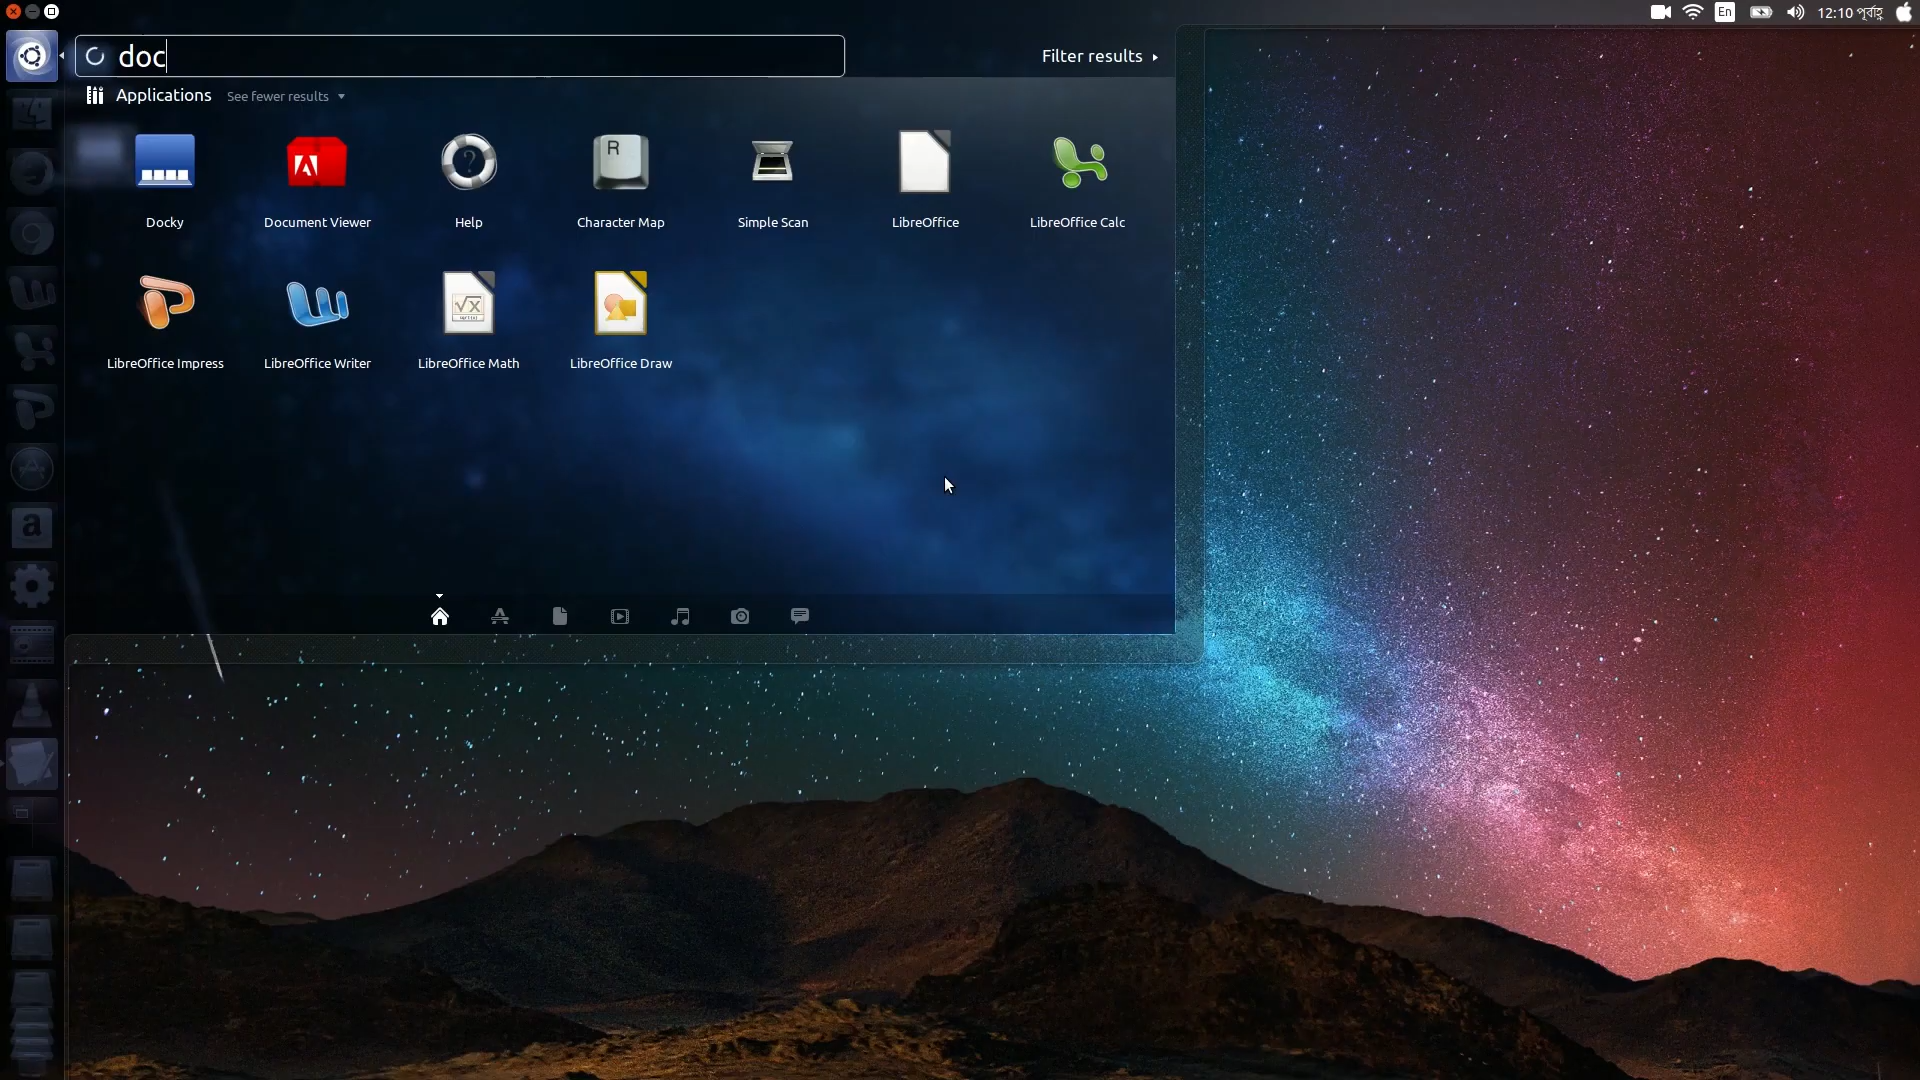 En 12:10 পূর্বাহ্ণ
doc
Filter results
Applications See fewer results
Docky Document Viewer Help Character Map Simple Scan LibreOffice LibreOffice Calc
LibreOffice Impress LibreOffice Writer LibreOffice Math LibreOffice Draw